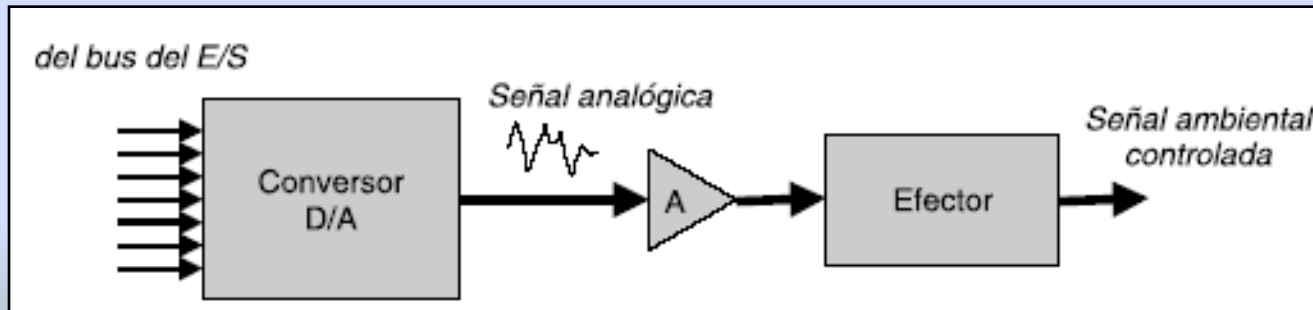 del bus del E/S
Señal analógica
Conversor
D/A
A
Efector
Señal ambiental
controlada